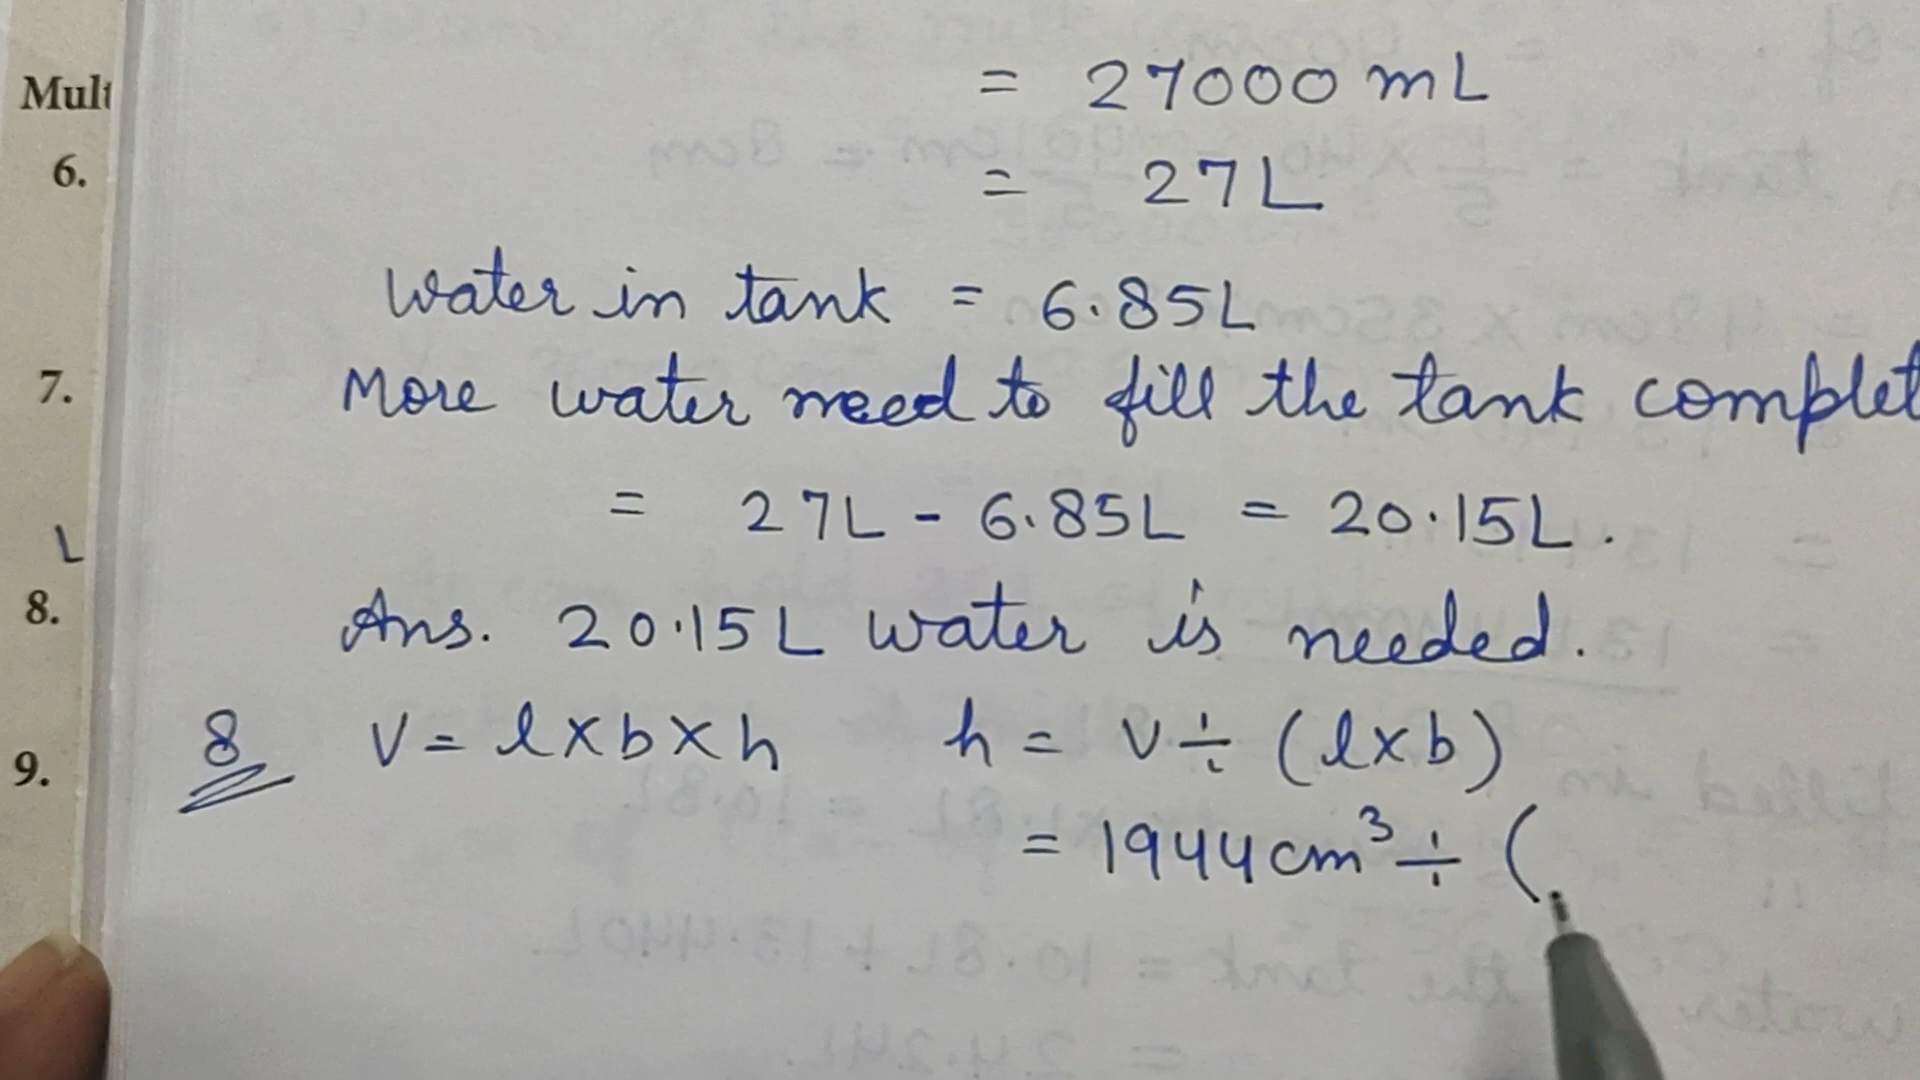 Mult
6.
7.
L
8.
9.
= 27000 mL
= 27L
Water in tank = 6.85L
More water need to fill the tank complet
= 27L - 6.85L = 20.15L.
Ans. 20.15L water is needed.
8 V = l×b×h h = V ÷ (l×b)
= 1944cm³ ÷ (